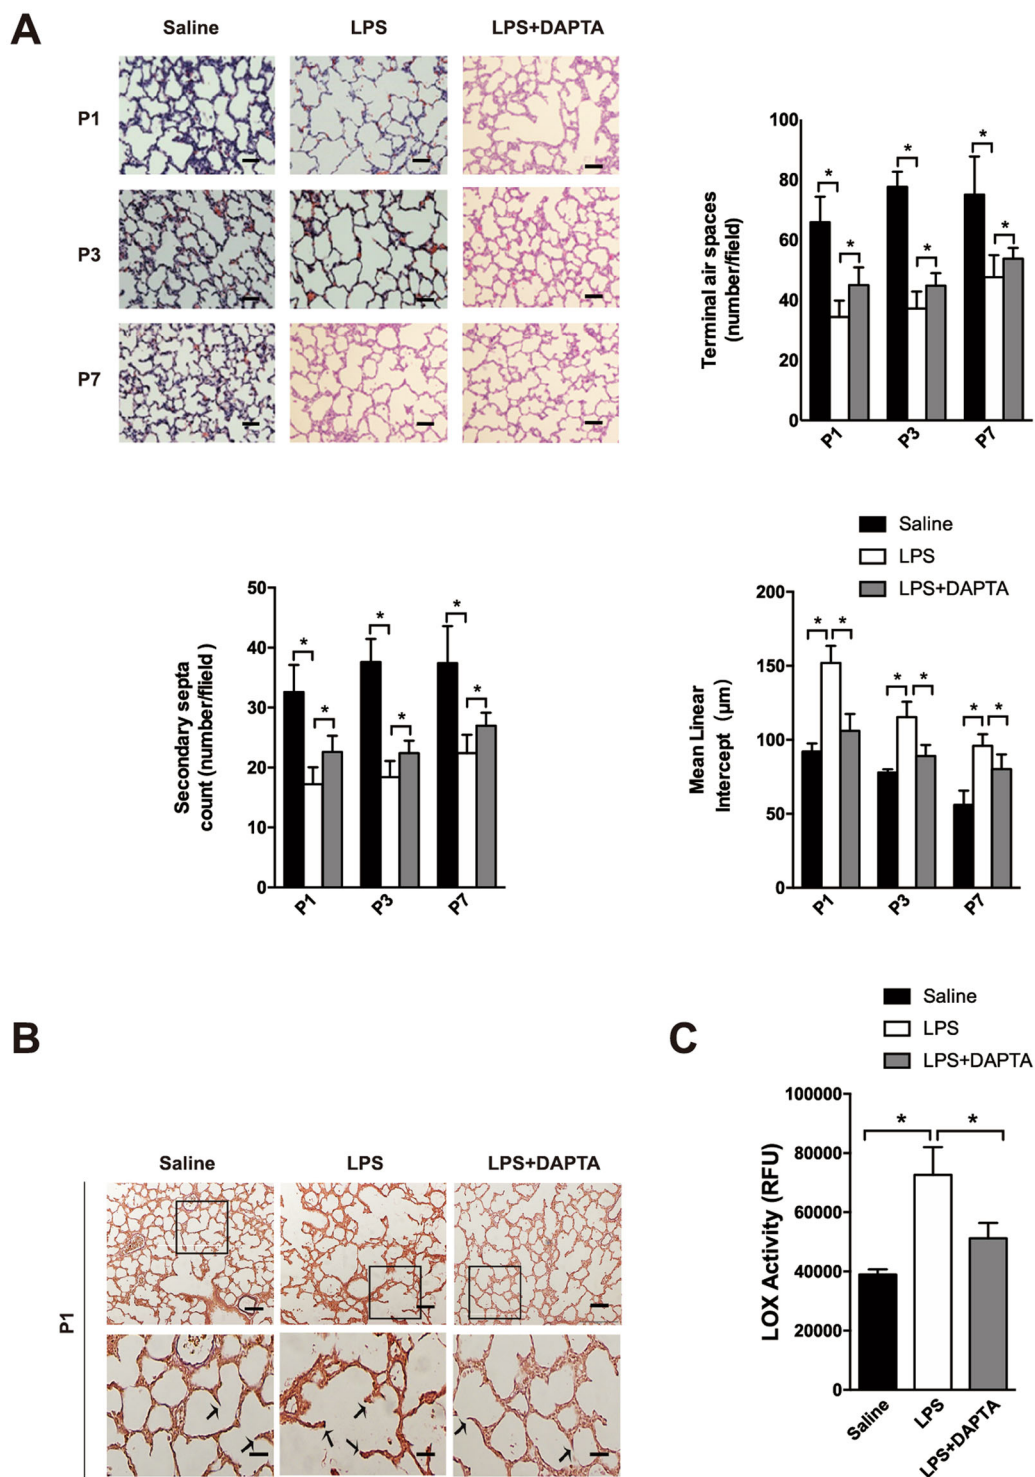 A
Saline LPS LPS+DAPTA
P1
P3
P7
Terminal air spaces
(number/field)
100
80
60
40
20
0
* * * * * *
P1 P3 P7
Secondary septa
count (number/flield )
50
40
30
20
10
0
* * * * * *
P1 P3 P7
Saline
LPS
LPS+DAPTA
Mean Linear
Intercept (μm)
200
150
100
50
0
* * * * * *
P1 P3 P7
B
Saline LPS LPS+DAPTA
P1
C
Saline
LPS
LPS+DAPTA
LOX Activity (RFU)
100000
80000
60000
40000
20000
0
* *
Saline LPS LPS+DAPTA